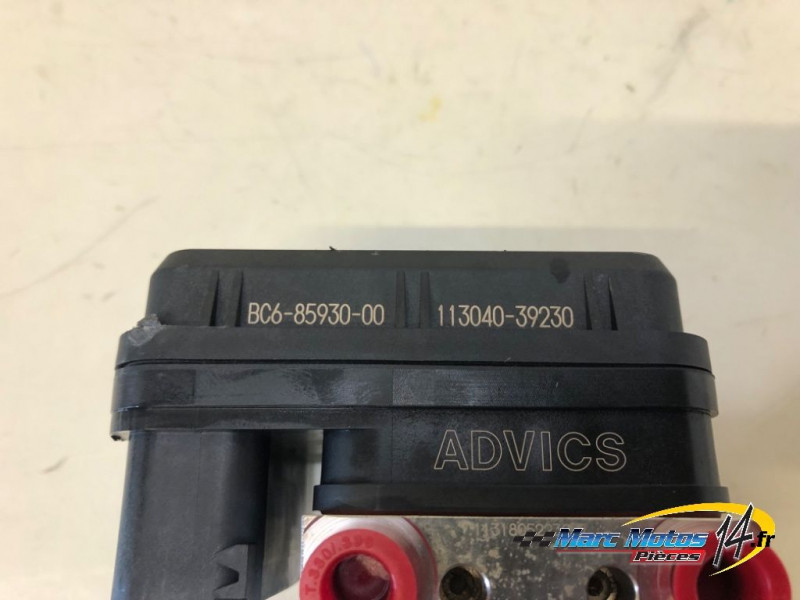 BC6-85930-00 113040-39230
ADVICS
Marc Motos 14.fr
Pièces